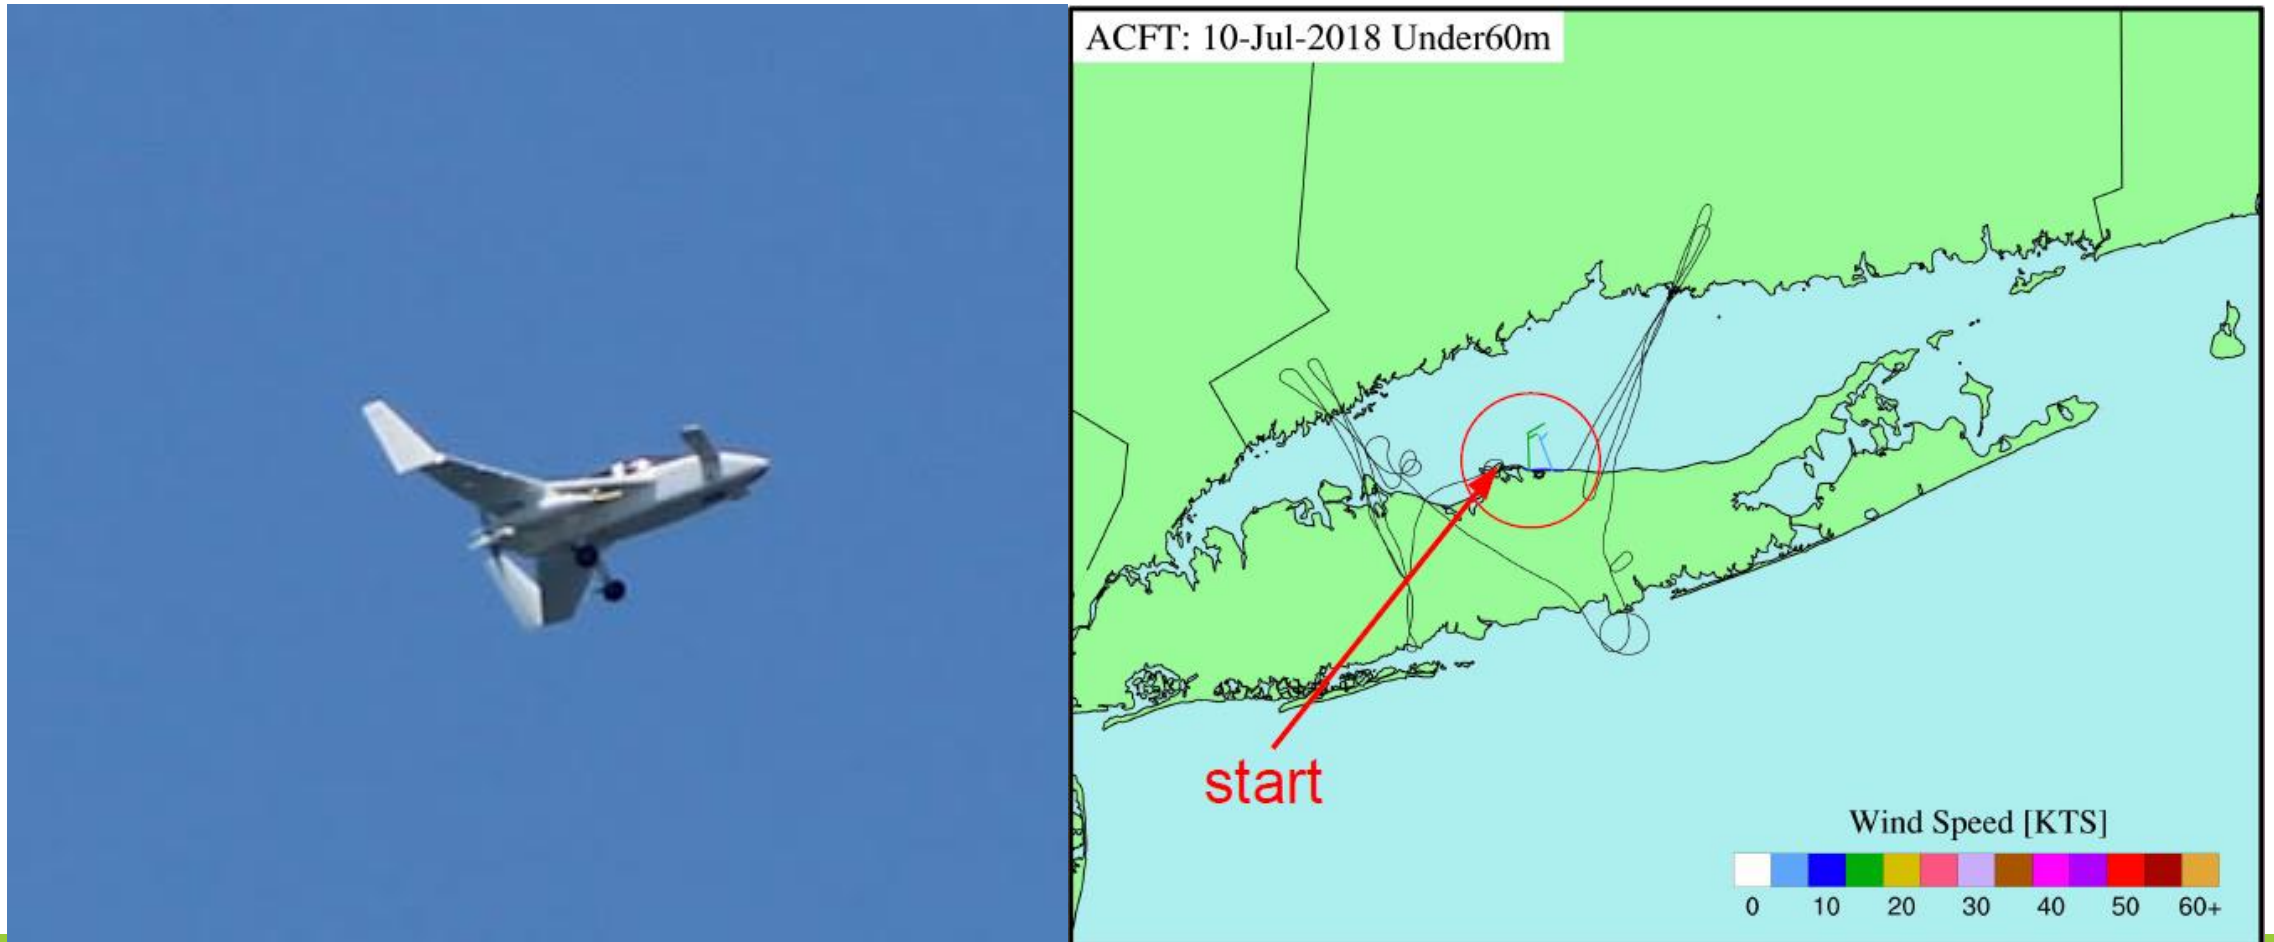 ACFT: 10-Jul-2018 Under60m
start
Wind Speed [KTS]
0 10 20 30 40 50 60+